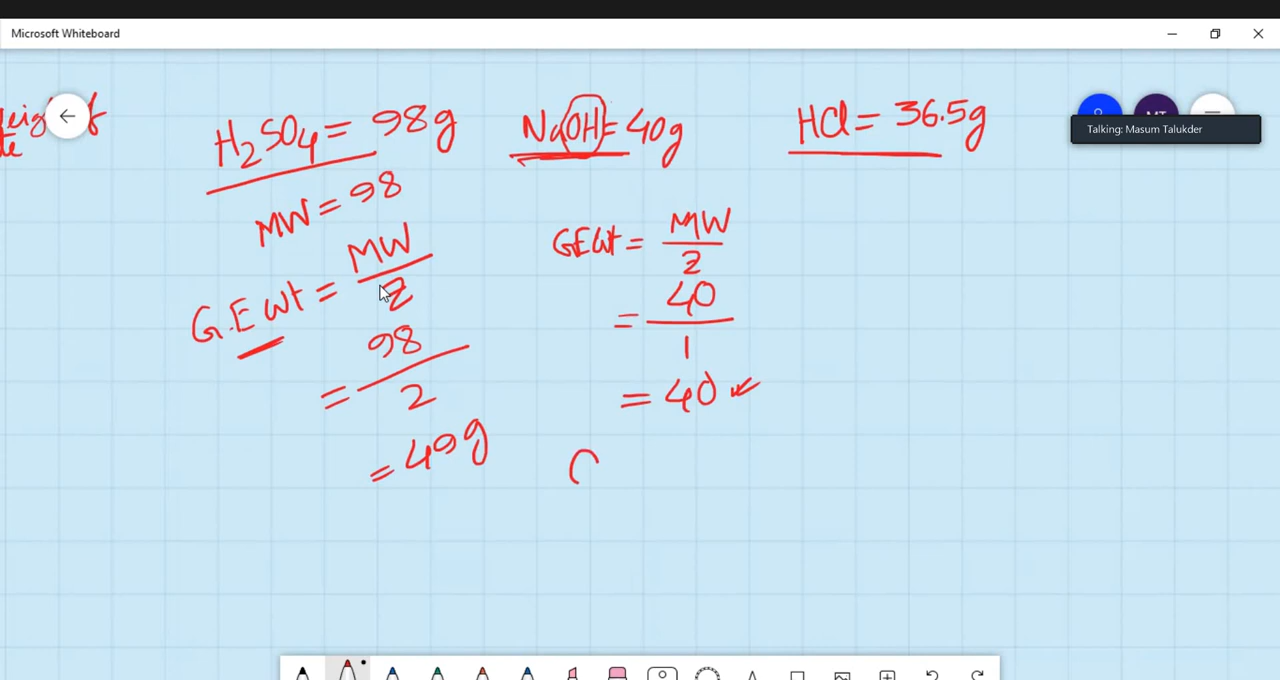 Microsoft Whiteboard
Talking: Masum Talukder
H₂SO₄ = 98g
MW = 98
G.E wt = MW/2
= 98/2
= 49g
NaOH = 40g
GEWt = MW/2
= 40/1
= 40
HCl = 36.5g